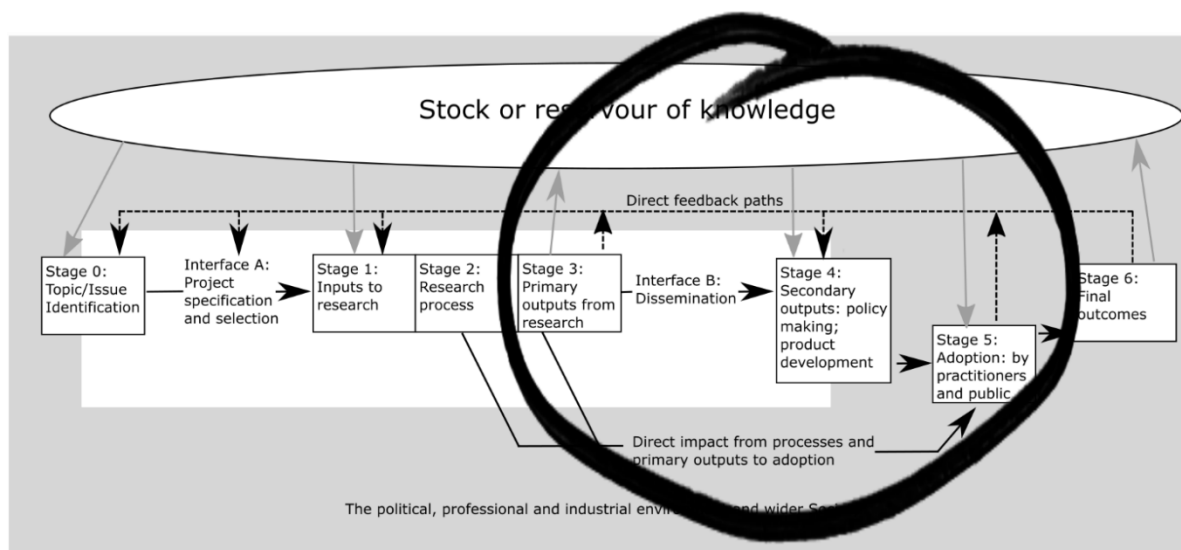 Stock or reservour of knowledge
Direct feedback paths
Stage 0:
Topic/Issue
Identification
Interface A:
Project
specification
and selection
Stage 1:
Inputs to
research
Stage 2:
Research
process
Stage 3:
Primary
outputs from
research
Interface B:
Dissemination
Stage 4:
Secondary
outputs: policy
making;
product
development
Stage 5:
Adoption: by
practitioners
and public
Stage 6:
Final
outcomes
Direct impact from processes and
primary outputs to adoption
The political, professional and industrial and wider